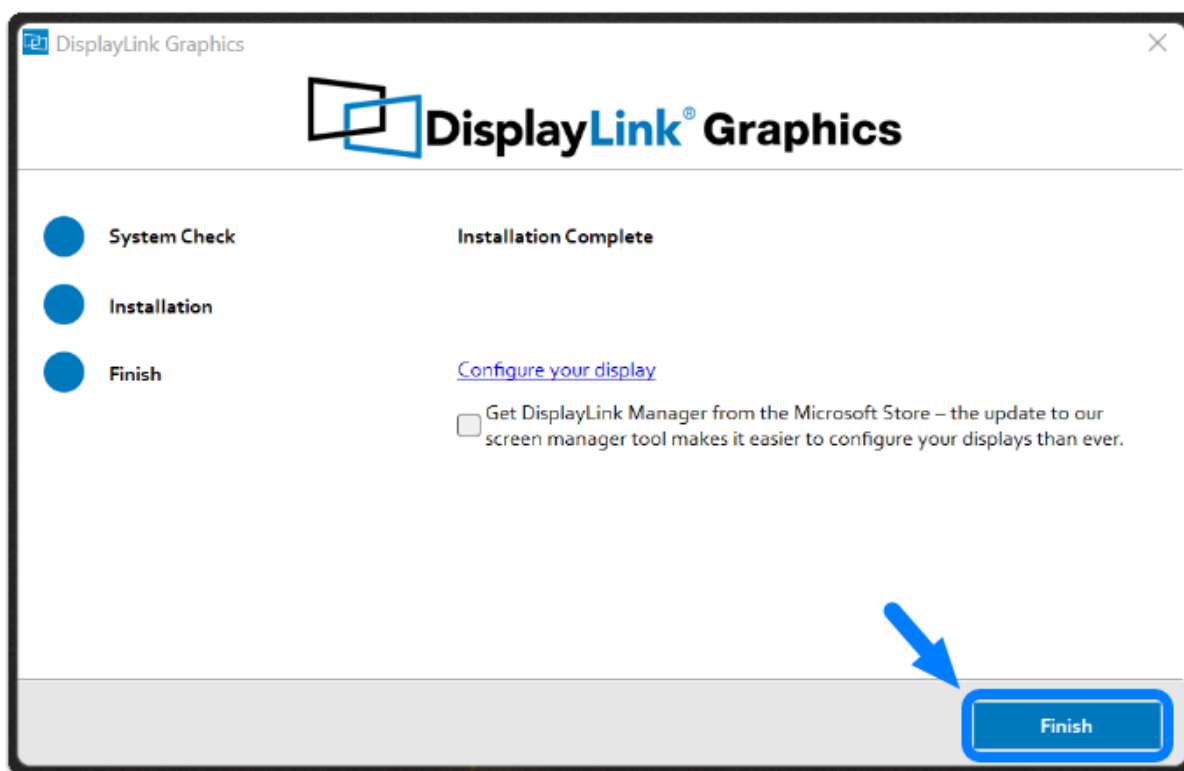 DisplayLink Graphics
DisplayLink® Graphics
System Check
Installation Complete
Installation
Finish
Configure your display
Get DisplayLink Manager from the Microsoft Store – the update to our
screen manager tool makes it easier to configure your displays than ever.
Finish